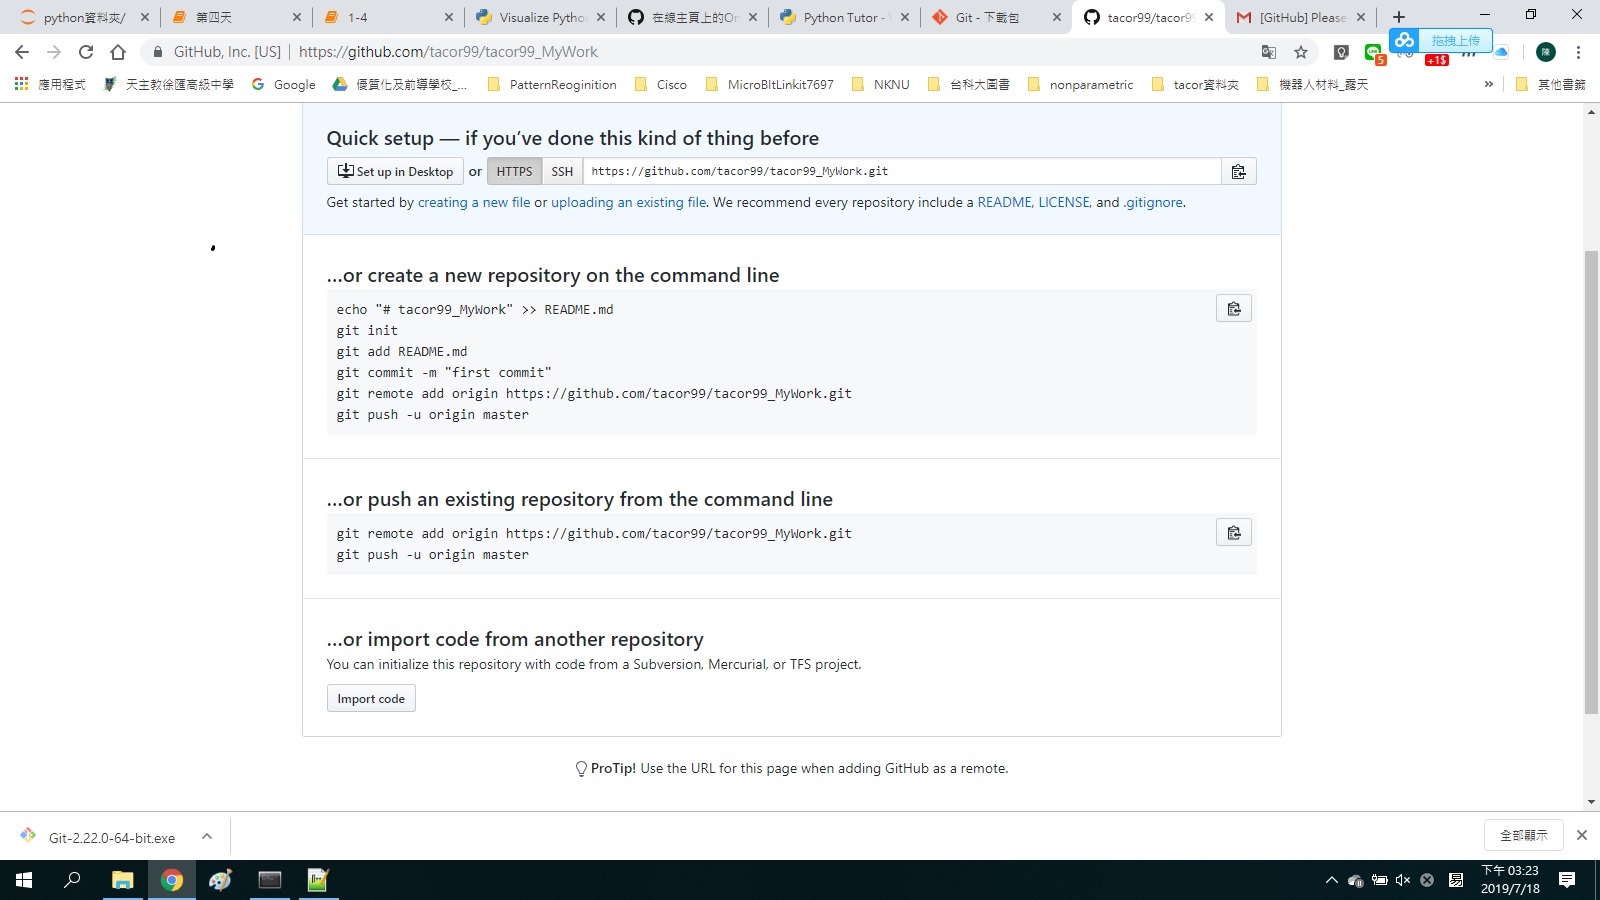 python資料夾/
第四天
1-4
Visualize Pytho
在線主頁上的Or
Python Tutor -
Git - 下載包
tacor99/tacor99
[GitHub] Please
GitHub, Inc. [US]
https://github.com/tacor99/tacor99_MyWork
拖拽上传
5
+1$
陳
應用程式
天主教徐匯高級中學
Google
優質化及前導學校_...
PatternReoginition
Cisco
MicroBItLinkit7697
NKNU
台科大圖書
nonparametric
tacor資料夾
機器人材料_露天
»
其他書籤
Quick setup — if you’ve done this kind of thing before
Set up in Desktop or HTTPS SSH https://github.com/tacor99/tacor99_MyWork.git
Get started by creating a new file or uploading an existing file. We recommend every repository include a README, LICENSE, and .gitignore.
…or create a new repository on the command line
echo "# tacor99_MyWork" >> README.md
git init
git add README.md
git commit -m "first commit"
git remote add origin https://github.com/tacor99/tacor99_MyWork.git
git push -u origin master
…or push an existing repository from the command line
git remote add origin https://github.com/tacor99/tacor99_MyWork.git
git push -u origin master
…or import code from another repository
You can initialize this repository with code from a Subversion, Mercurial, or TFS project.
Import code
ProTip! Use the URL for this page when adding GitHub as a remote.
Git-2.22.0-64-bit.exe
全部顯示
下午 03:23
2019/7/18